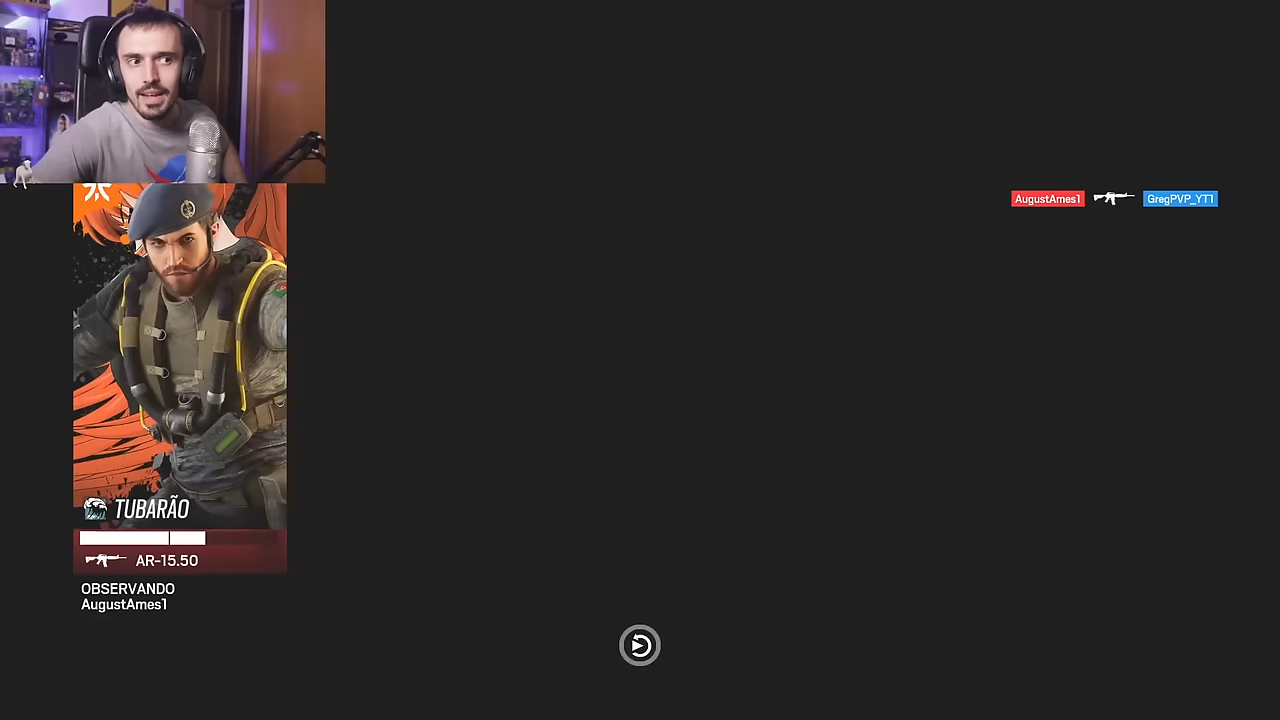 AugustAmes1 GregPVP_YT1
TUBARÃO
AR-15.50
OBSERVANDO
AugustAmes1